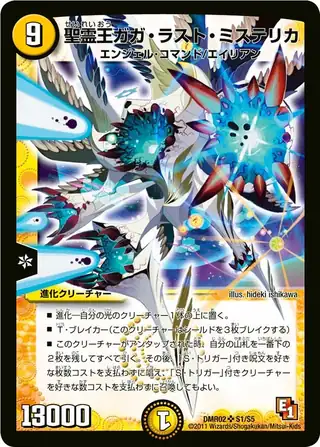 9
せいれいおう
聖霊王ガガ・ラスト・ミステリカ
エンジェル・コマンド/エイリアン
進化クリーチャー
illus. hideki ishikawa
■ 進化－自分の光のクリーチャー1体の上に置く。
■ T・ブレイカー(このクリーチャーはシールドを3枚ブレイクする)
■ このクリーチャーがアンタップされた時、自分の山札を一番下の
2枚を残してすべて引く。その後、「S・トリガー」付き呪文を好き
な数コストを支払わずに唱え、「S・トリガー」付きクリーチャー
を好きな数コストを支払わずに召喚してもよい。
13000
DMR02 S1/S5
©2011 Wizards/Shogakukan/Mitsui-Kids
E1